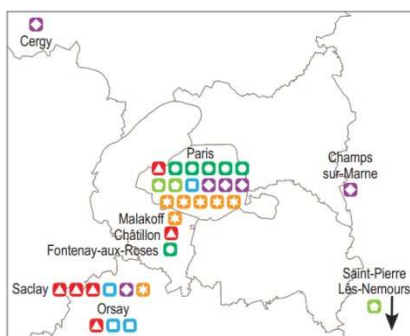 Cergy
Paris
Champs
sur-Marne
Malakoff
Châtillon
Fontenay-aux-Roses
Saclay
Orsay
Saint-Pierre
Lès-Nemours